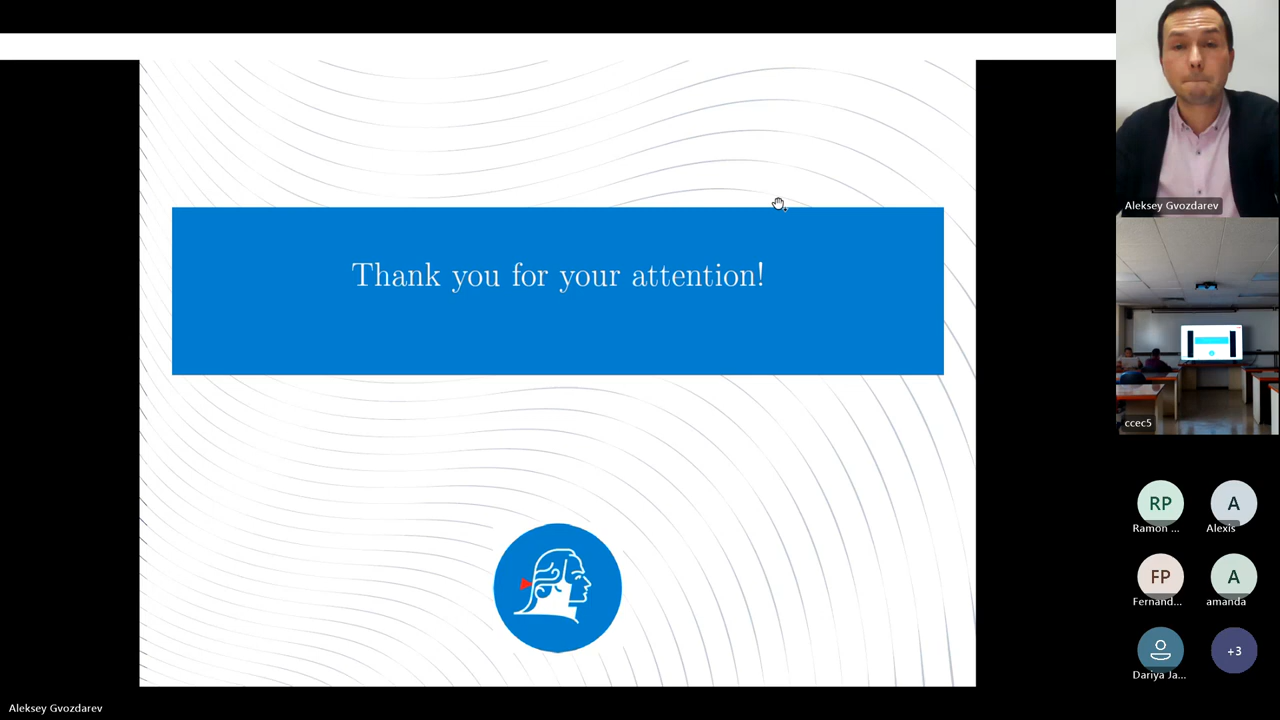 Thank you for your attention!
Aleksey Gvozdarev
ccec5
RP
Ramon ...
A
Alexis
FP
Fernand...
A
amanda
Dariya Ja...
+3
Aleksey Gvozdarev